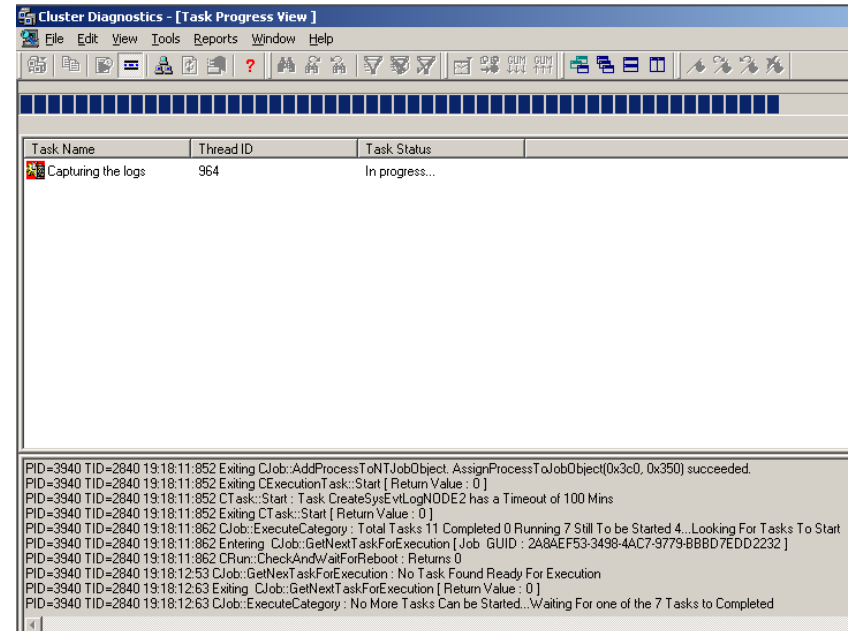 Cluster Diagnostics - [Task Progress View ]
File Edit View Tools Reports Window Help
GUM GUM
Task Name Thread ID Task Status
Capturing the logs 964 In progress...
PID=3940 TID=2840 19:18:11:852 Exiting CJob::AddProcessToNTJobObject. AssignProcessToJobObject(0x3c0, 0x350) succeeded.
PID=3940 TID=2840 19:18:11:852 Exiting CExecutionTask::Start [ Return Value : 0 ]
PID=3940 TID=2840 19:18:11:852 CTask::Start : Task CreateSysEvtLogNODE2 has a Timeout of 100 Mins
PID=3940 TID=2840 19:18:11:852 Exiting CTask::Start [ Return Value : 0 ]
PID=3940 TID=2840 19:18:11:862 CJob::ExecuteCategory : Total Tasks 11 Completed 0 Running 7 Still To be Started 4...Looking For Tasks To Start
PID=3940 TID=2840 19:18:11:862 Entering CJob::GetNextTaskForExecution [ Job GUID : 2A8AEF53-3498-4AC7-9779-BBBD7EDD2232 ]
PID=3940 TID=2840 19:18:11:862 CRun::CheckAndWaitForReboot : Returns 0
PID=3940 TID=2840 19:18:12:53 CJob::GetNexTaskForExecution : No Task Found Ready For Execution
PID=3940 TID=2840 19:18:12:63 Exiting CJob::GetNextTaskForExecution [ Return Value : 0 ]
PID=3940 TID=2840 19:18:12:63 CJob::ExecuteCategory : No More Tasks Can be Started...Waiting For one of the 7 Tasks to Completed